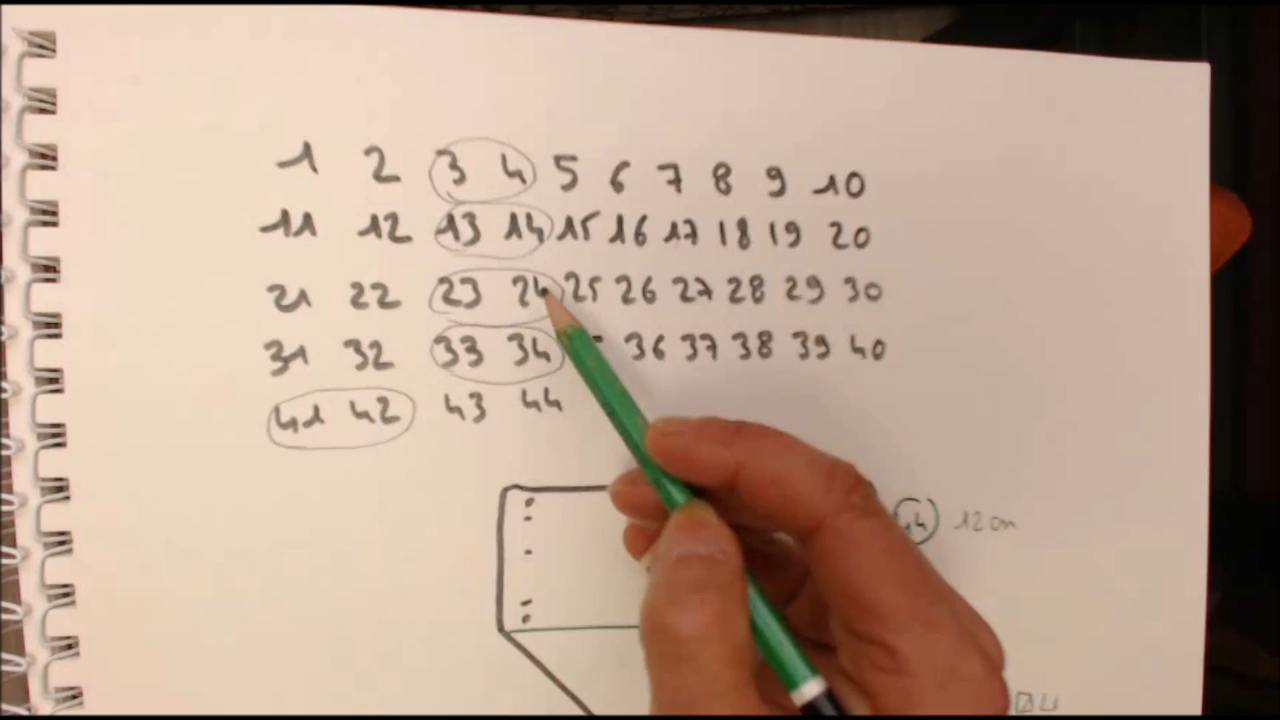 1 2 3 4 5 6 7 8 9 10
11 12 13 14 15 16 17 18 19 20
21 22 23 24 25 26 27 28 29 30
31 32 33 34 36 37 38 39 40
41 42 43 44
12 cm